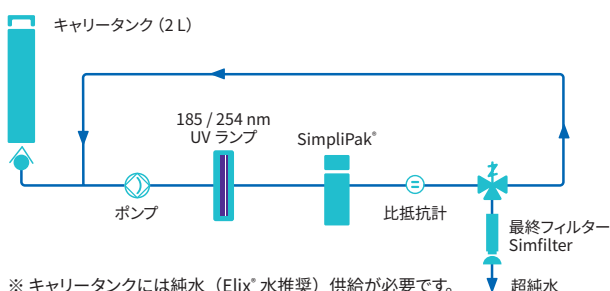 キャリータンク (2 L)
185 / 254 nm
UV ランプ
SimpliPak®
ポンプ
比抵抗計
最終フィルター
Simfilter
※ キャリータンクには純水（Elix® 水推奨）供給が必要です。
超純水